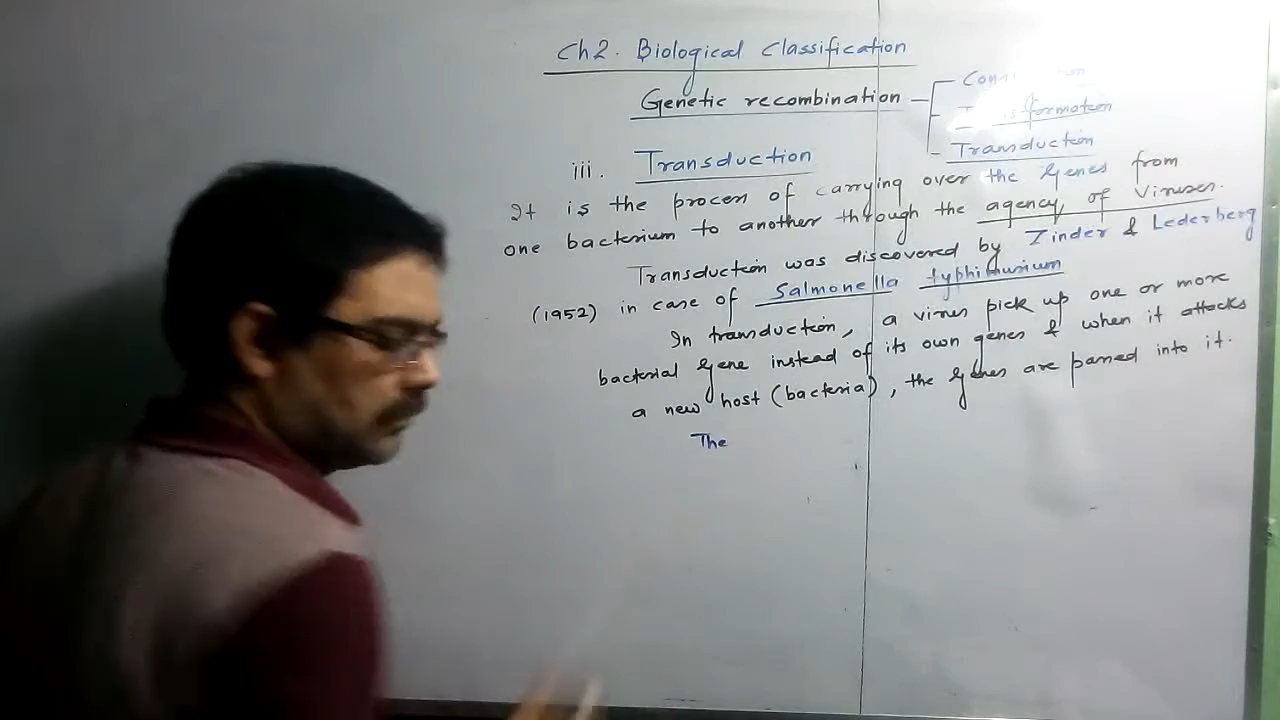 Ch2. Biological Classification
Genetic recombination
Transformation
Transduction
iii. Transduction
It is the process of carrying over the genes from
one bacterium to another through the agency of Viruses.
Transduction was discovered by Zinder & Lederberg
(1952) in case of Salmonella typhimurium
In transduction, a virus pick up one or more
bacterial gene instead of its own genes & when it attacks
a new host (bacteria), the genes are passed into it.
The